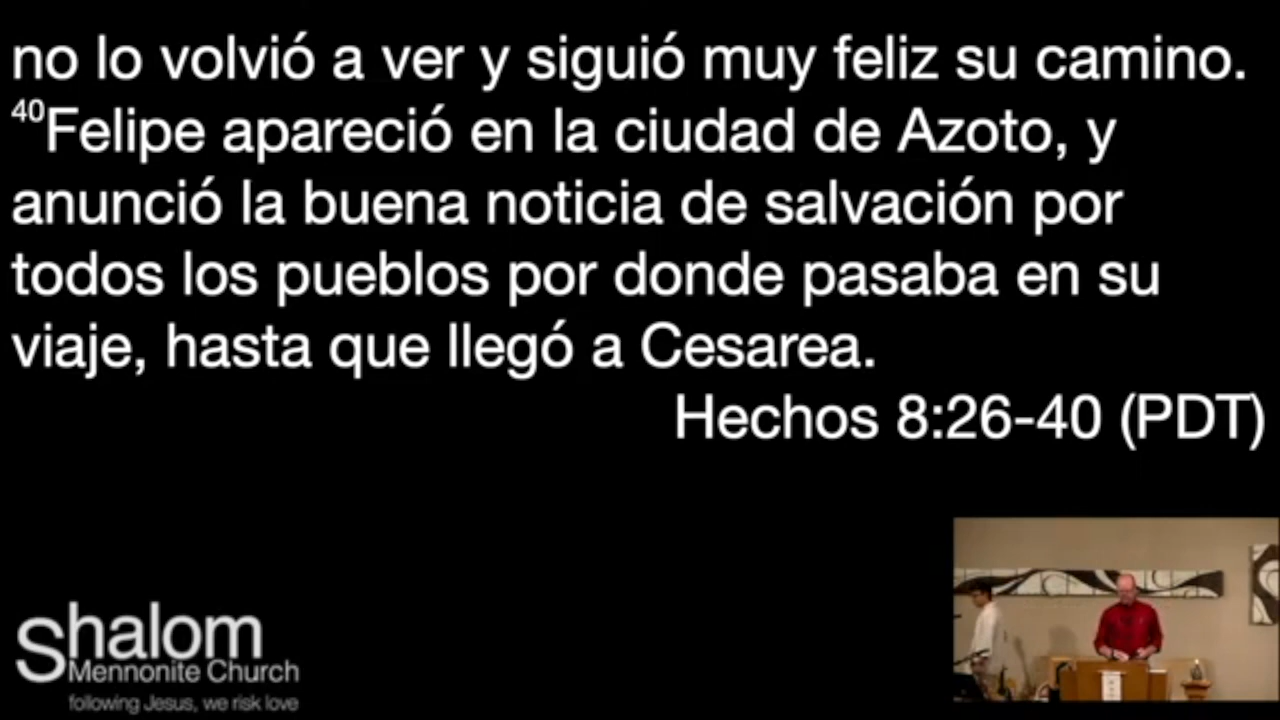 no lo volvió a ver y siguió muy feliz su camino.
40Felipe apareció en la ciudad de Azoto, y
anunció la buena noticia de salvación por
todos los pueblos por donde pasaba en su
viaje, hasta que llegó a Cesarea.
Hechos 8:26-40 (PDT)
Shalom
Mennonite Church
following Jesus, we risk love